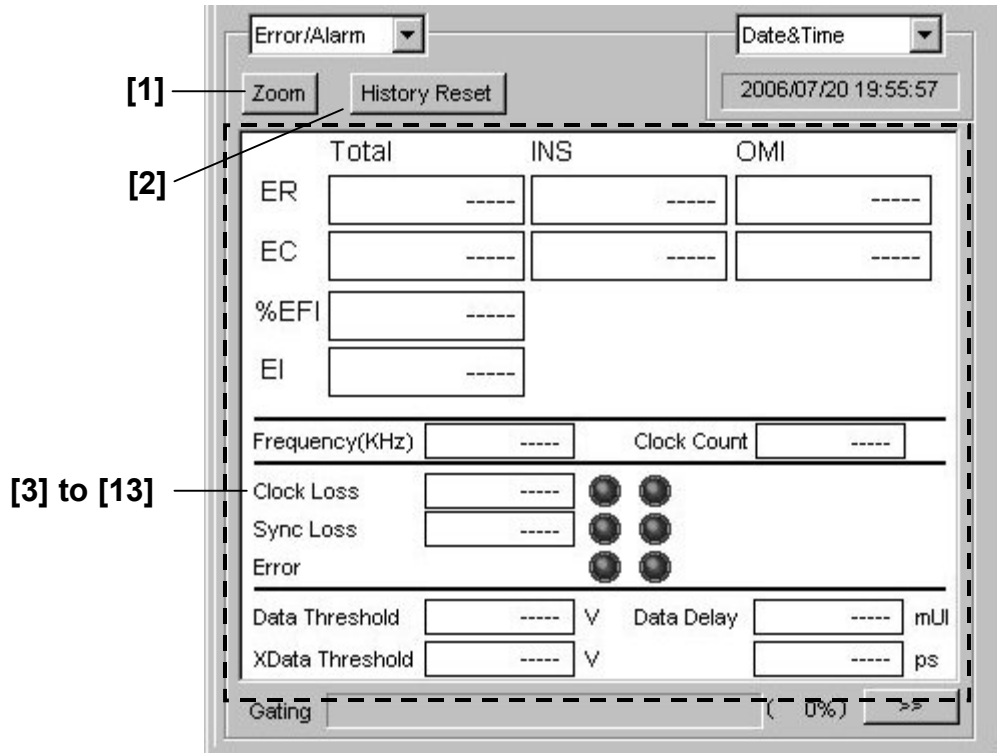 Error/Alarm Date&Time
[1] Zoom History Reset 2006/07/20 19:55:57
[2]
Total INS OMI
ER ----- ----- -----
EC ----- ----- -----
%EFI -----
EI -----
Frequency(KHz) ----- Clock Count -----
[3] to [13] Clock Loss -----
Sync Loss -----
Error
Data Threshold ----- V Data Delay ----- mUI
XData Threshold ----- V ----- ps
Gating ( 0%) >>